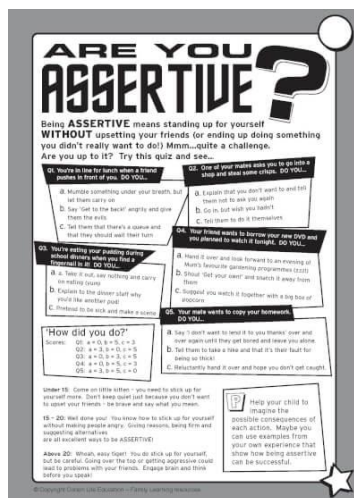 ARE YOU
ASSERTIVE?
Being ASSERTIVE means standing up for yourself
WITHOUT upsetting your friends (or ending up doing something
you didn't really want to do!) Mmm...quite a challenge.
Are you up to it? Try this quiz and see...
Q1. You're in line for lunch when a friend
pushes in front of you. DO YOU...
a. Mumble something under your breath, but
let them carry on
b. Say 'Get to the back!' angrily and give
them the evils
c. Tell them that there's a queue and
that they should wait their turn
Q2. One of your mates asks you to go into a
shop and steal some crisps. DO YOU...
a. Explain that you don't want to and tell
them not to ask you again
b. Go in, but wish you hadn't
c. Tell them to do it themselves
Q3. You're eating your pudding during
school dinners when you find a
fingernail in it! DO YOU...
a. a. Take it out, say nothing and carry
on eating
b. Explain to the dinner staff why
you'd like another pud!
c. Pretend to be sick and make a scene
Q4. Your friend wants to borrow your new DVD and
you planned to watch it tonight. DO YOU...
a. Hand it over and look forward to an evening of
Mum's favourite gardening programmes
b. Shout 'Get your own!' and snatch it away from
them
c. Suggest you watch it together with a big box of
popcorn
Q5. Your mate wants to copy your homework.
DO YOU...
a. Say 'I don't want to lend it to you thanks' over and
over again until they get bored and leave you alone
b. Tell them to take a hike and that it's their fault for
being so thick!
c. Reluctantly hand it over and hope you don't get caught
'How did you do?'
Scores: Q1: a = 0, b = 5, c = 3
Q2: a = 3, b = 0, c = 5
Q3: a = 0, b = 3, c = 5
Q4: a = 0, b = 5, c = 3
Q5: a = 3, b = 5, c = 0
Under 15: Come on little kitten - you need to stick up for
yourself more. Don't keep quiet just because you don't want
to upset your friends - be brave and say what you mean.
15 - 20: Well done you! You know how to stick up for yourself
without making people angry. Giving reasons, being firm and
suggesting alternatives
are all excellent ways to be ASSERTIVE!
Above 20: Whoah, easy tiger! You do stick up for yourself,
but be careful. Going over the top or getting aggressive could
lead to problems with your friends. Engage brain and think
before you speak!
? Help your child to
imagine the
possible consequences of
each action. Maybe you
can use examples from
your own experience that
show how being assertive
can be successful.
Education - Family Learning